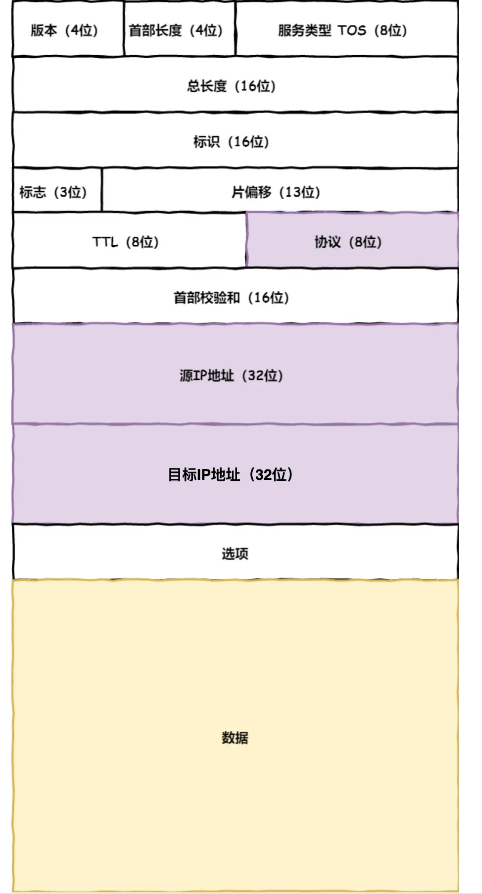 版本（4位）
首部长度（4位）
服务类型 TOS（8位）
总长度（16位）
标识（16位）
标志（3位）
片偏移（13位）
TTL（8位）
协议（8位）
首部校验和（16位）
源IP地址（32位）
目标IP地址（32位）
选项
数据